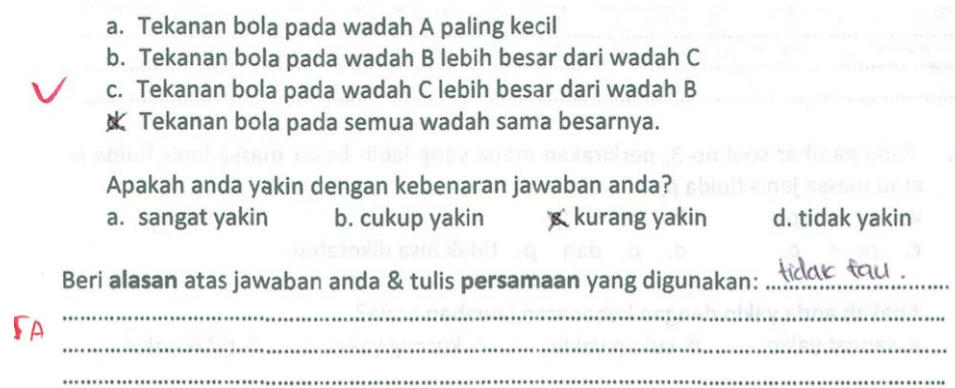 a. Tekanan bola pada wadah A paling kecil
b. Tekanan bola pada wadah B lebih besar dari wadah C
c. Tekanan bola pada wadah C lebih besar dari wadah B
d. Tekanan bola pada semua wadah sama besarnya.
Apakah anda yakin dengan kebenaran jawaban anda?
a. sangat yakin b. cukup yakin c. kurang yakin d. tidak yakin
Beri alasan atas jawaban anda & tulis persamaan yang digunakan: tidak tau.